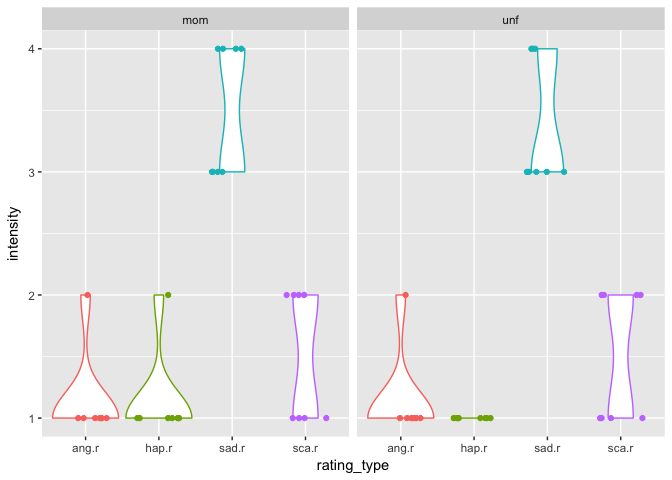 mom unf
4
3
2
1
intensity
ang.r hap.r sad.r sca.r ang.r hap.r sad.r sca.r
rating_type